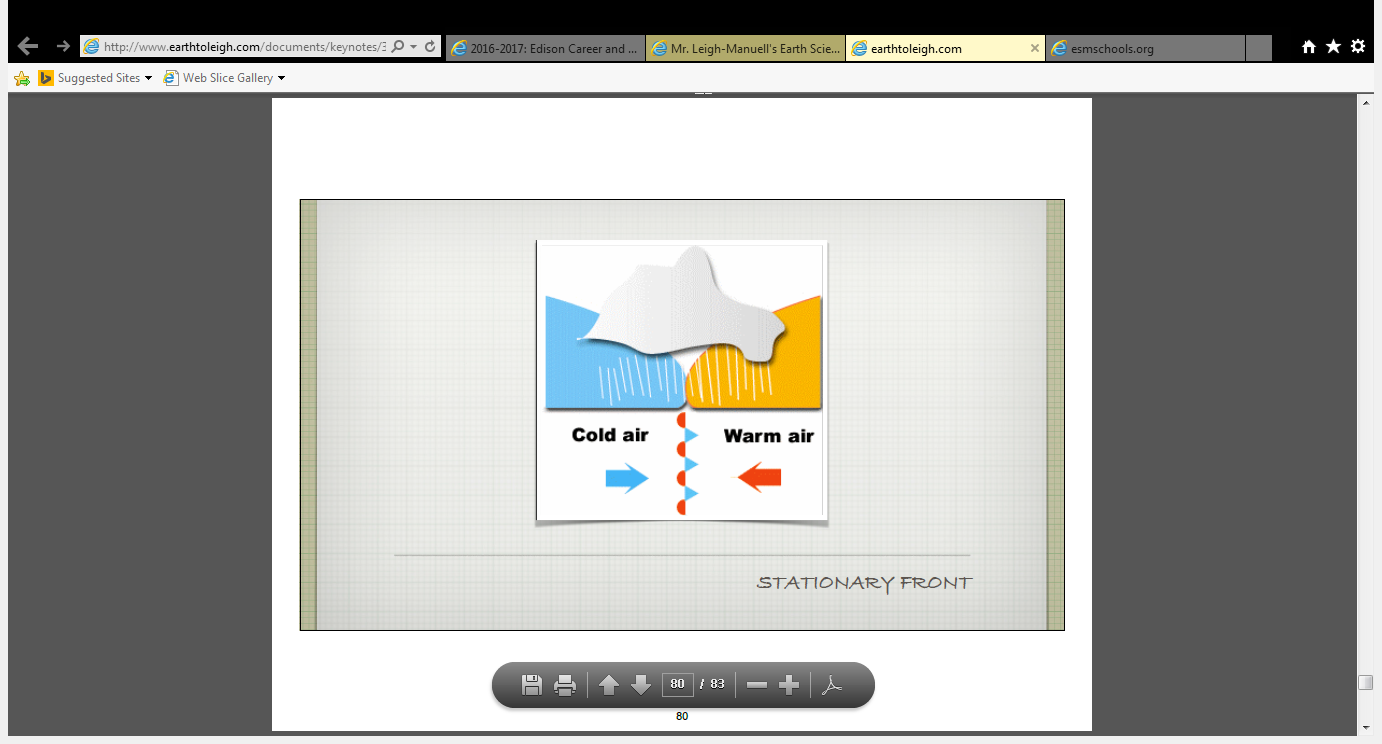 http://www.earthtoleigh.com/documents/keynotes/3
2016-2017: Edison Career and ...
Mr. Leigh-Manuell's Earth Scie...
earthtoleigh.com
esmschools.org
Suggested Sites
Web Slice Gallery
Cold air
Warm air
STATIONARY FRONT
80 / 83
80